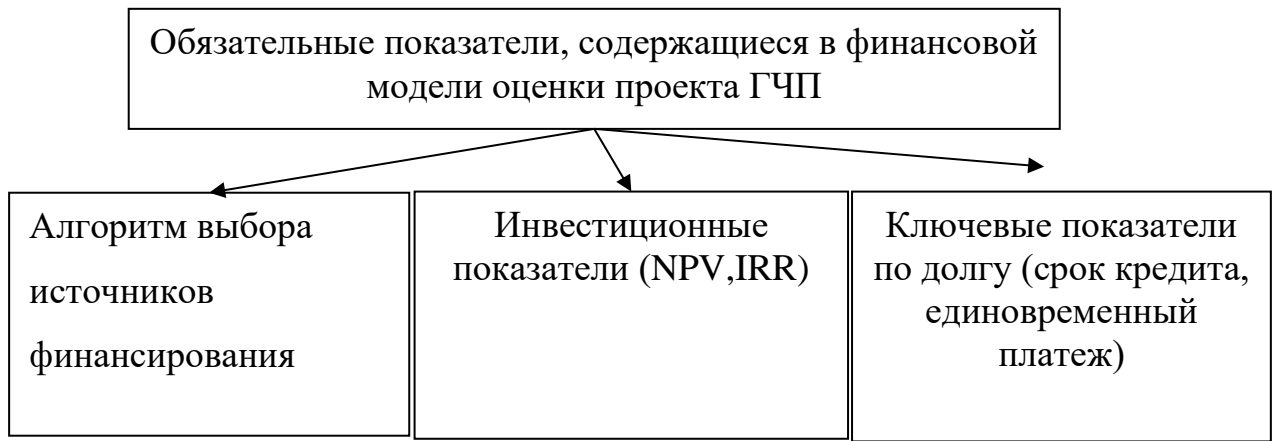 Обязательные показатели, содержащиеся в финансовой
модели оценки проекта ГЧП
Алгоритм выбора
источников
финансирования
Инвестиционные
показатели (NPV,IRR)
Ключевые показатели
по долгу (срок кредита,
единовременный
платеж)